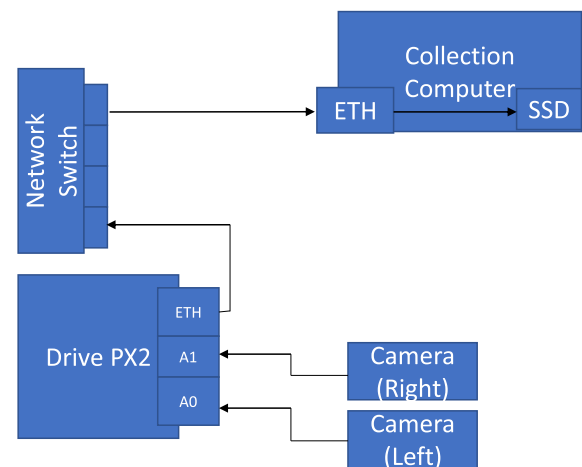 Collection
Computer
ETH
SSD
Network
Switch
ETH
Drive PX2
A1
A0
Camera
(Right)
Camera
(Left)